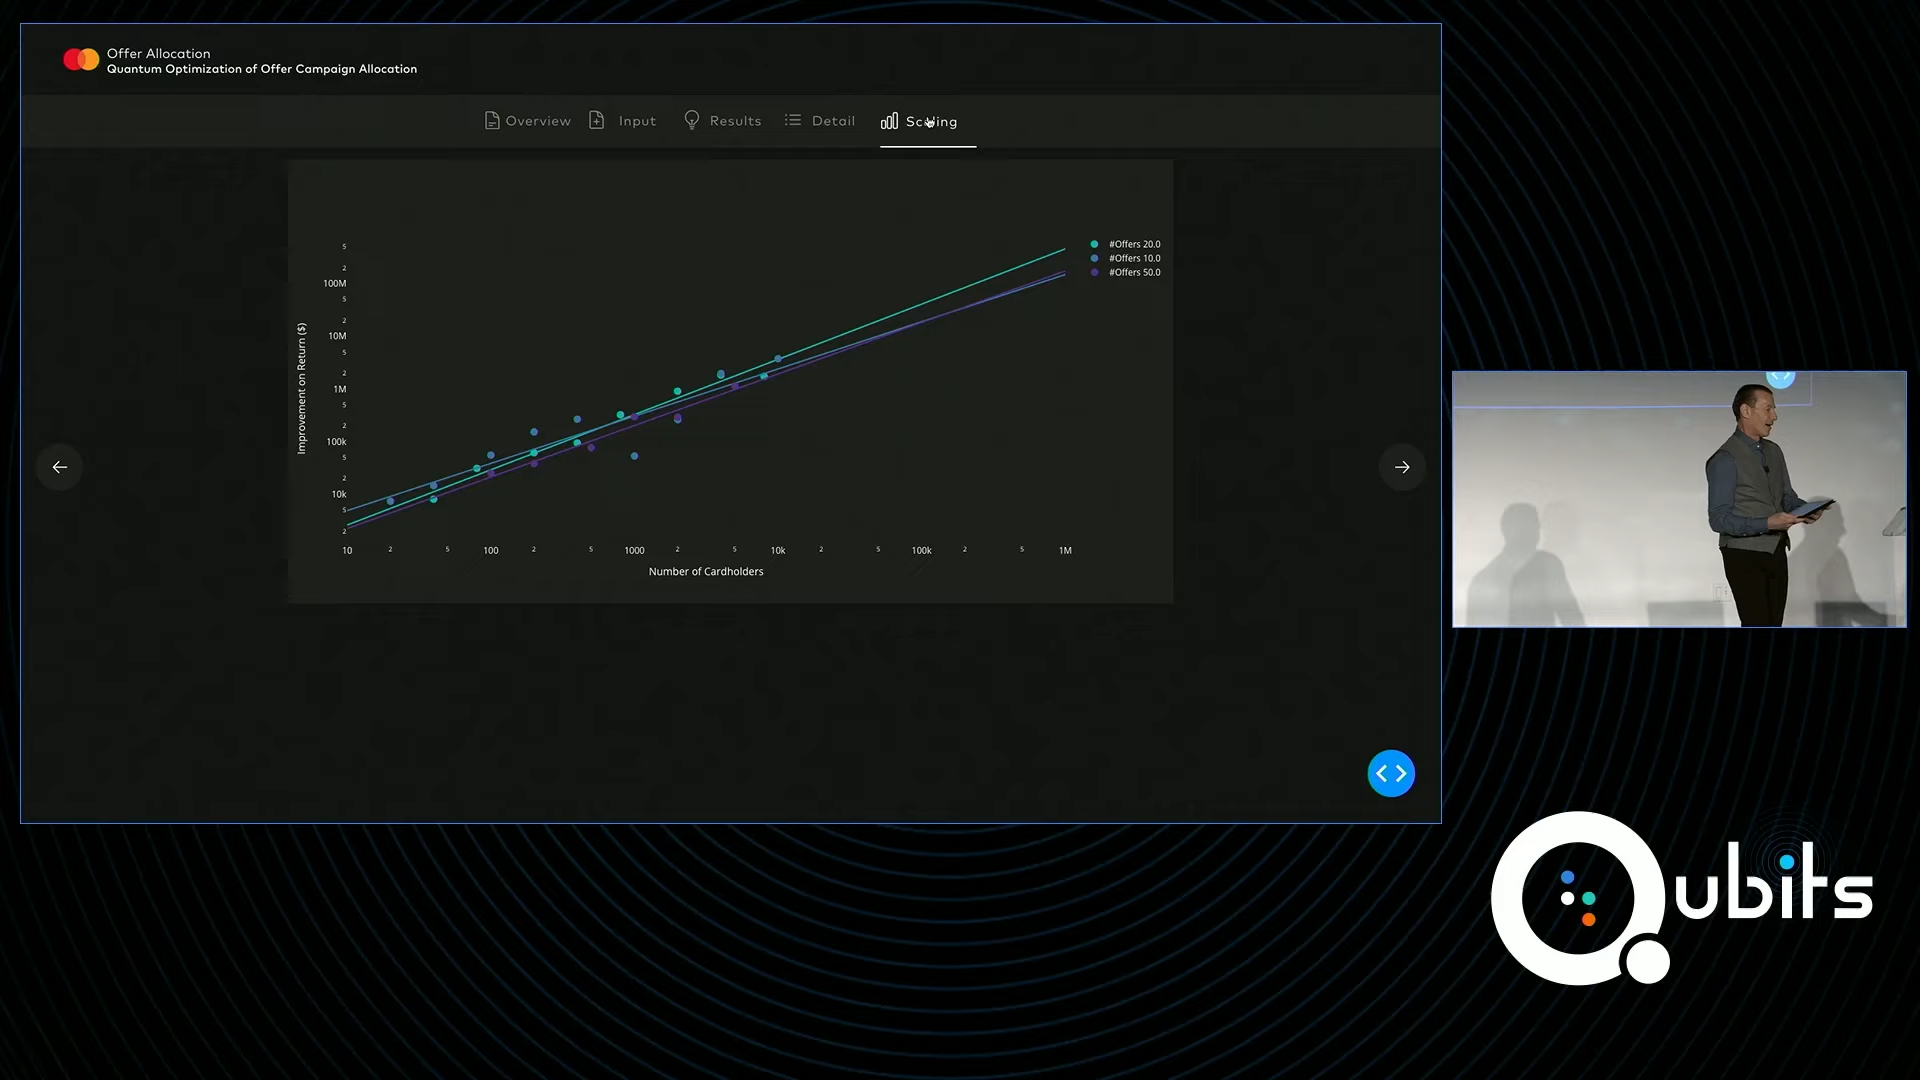 Offer Allocation
Quantum Optimization of Offer Campaign Allocation
Overview
Input
Results
Detail
Improvement on Return ($)
5
2
100M
5
2
10M
5
2
1M
5
2
100k
5
2
10k
5
2
10
2
5
100
2
5
1000
2
5
10k
2
5
100k
2
5
1M
Number of Cardholders
#Offers 20.0
#Offers 10.0
#Offers 50.0
Qubits